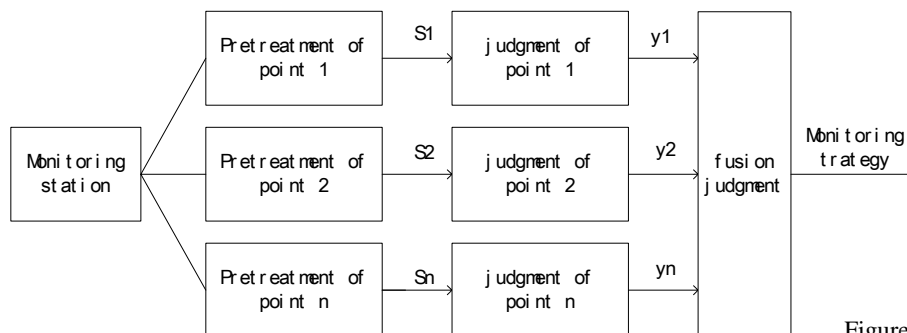 Pretreatment of
point 1
S1
judgment of
point 1
y1
Monitoring
station
Pretreatment of
point 2
S2
judgment of
point 2
y2
fusion
judgment
Monitoring
trategy
Pretreatment of
point n
Sn
judgment of
point n
yn
Figure